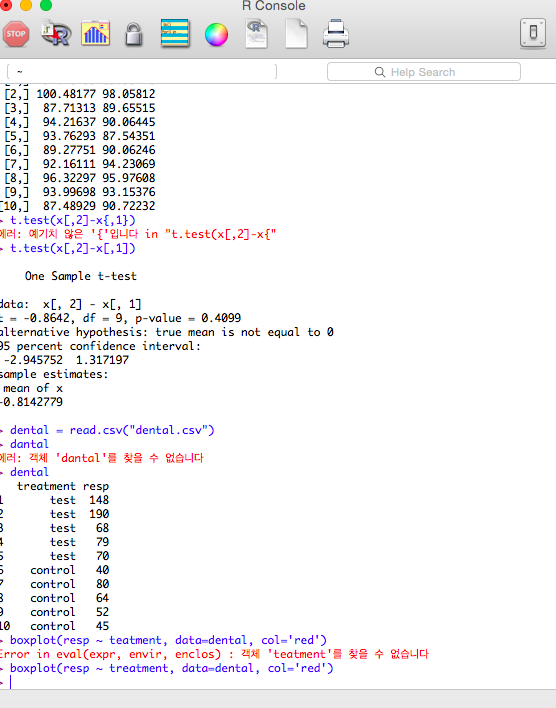 R Console
STOP
~
Help Search
[2,] 100.48177 98.05812
[3,] 87.71313 89.65515
[4,] 94.21637 90.06445
[5,] 93.76293 87.54351
[6,] 89.27751 90.06246
[7,] 92.16111 94.23069
[8,] 96.32297 95.97608
[9,] 93.99698 93.15376
[10,] 87.48929 90.72232
> t.test(x[,2]-x{,1})
에러: 예기치 않은 '{'입니다 in "t.test(x[,2]-x{"
> t.test(x[,2]-x[,1])
One Sample t-test
data: x[, 2] - x[, 1]
t = -0.8642, df = 9, p-value = 0.4099
alternative hypothesis: true mean is not equal to 0
95 percent confidence interval:
-2.945752 1.317197
sample estimates:
mean of x
-0.8142779
> dental = read.csv("dental.csv")
> dantal
에러: 객체 'dantal'를 찾을 수 없습니다
> dental
treatment resp
1 test 148
2 test 190
3 test 68
4 test 79
5 test 70
6 control 40
7 control 80
8 control 64
9 control 52
10 control 45
> boxplot(resp ~ teatment, data=dental, col='red')
Error in eval(expr, envir, enclos) : 객체 'teatment'를 찾을 수 없습니다
> boxplot(resp ~ treatment, data=dental, col='red')
>